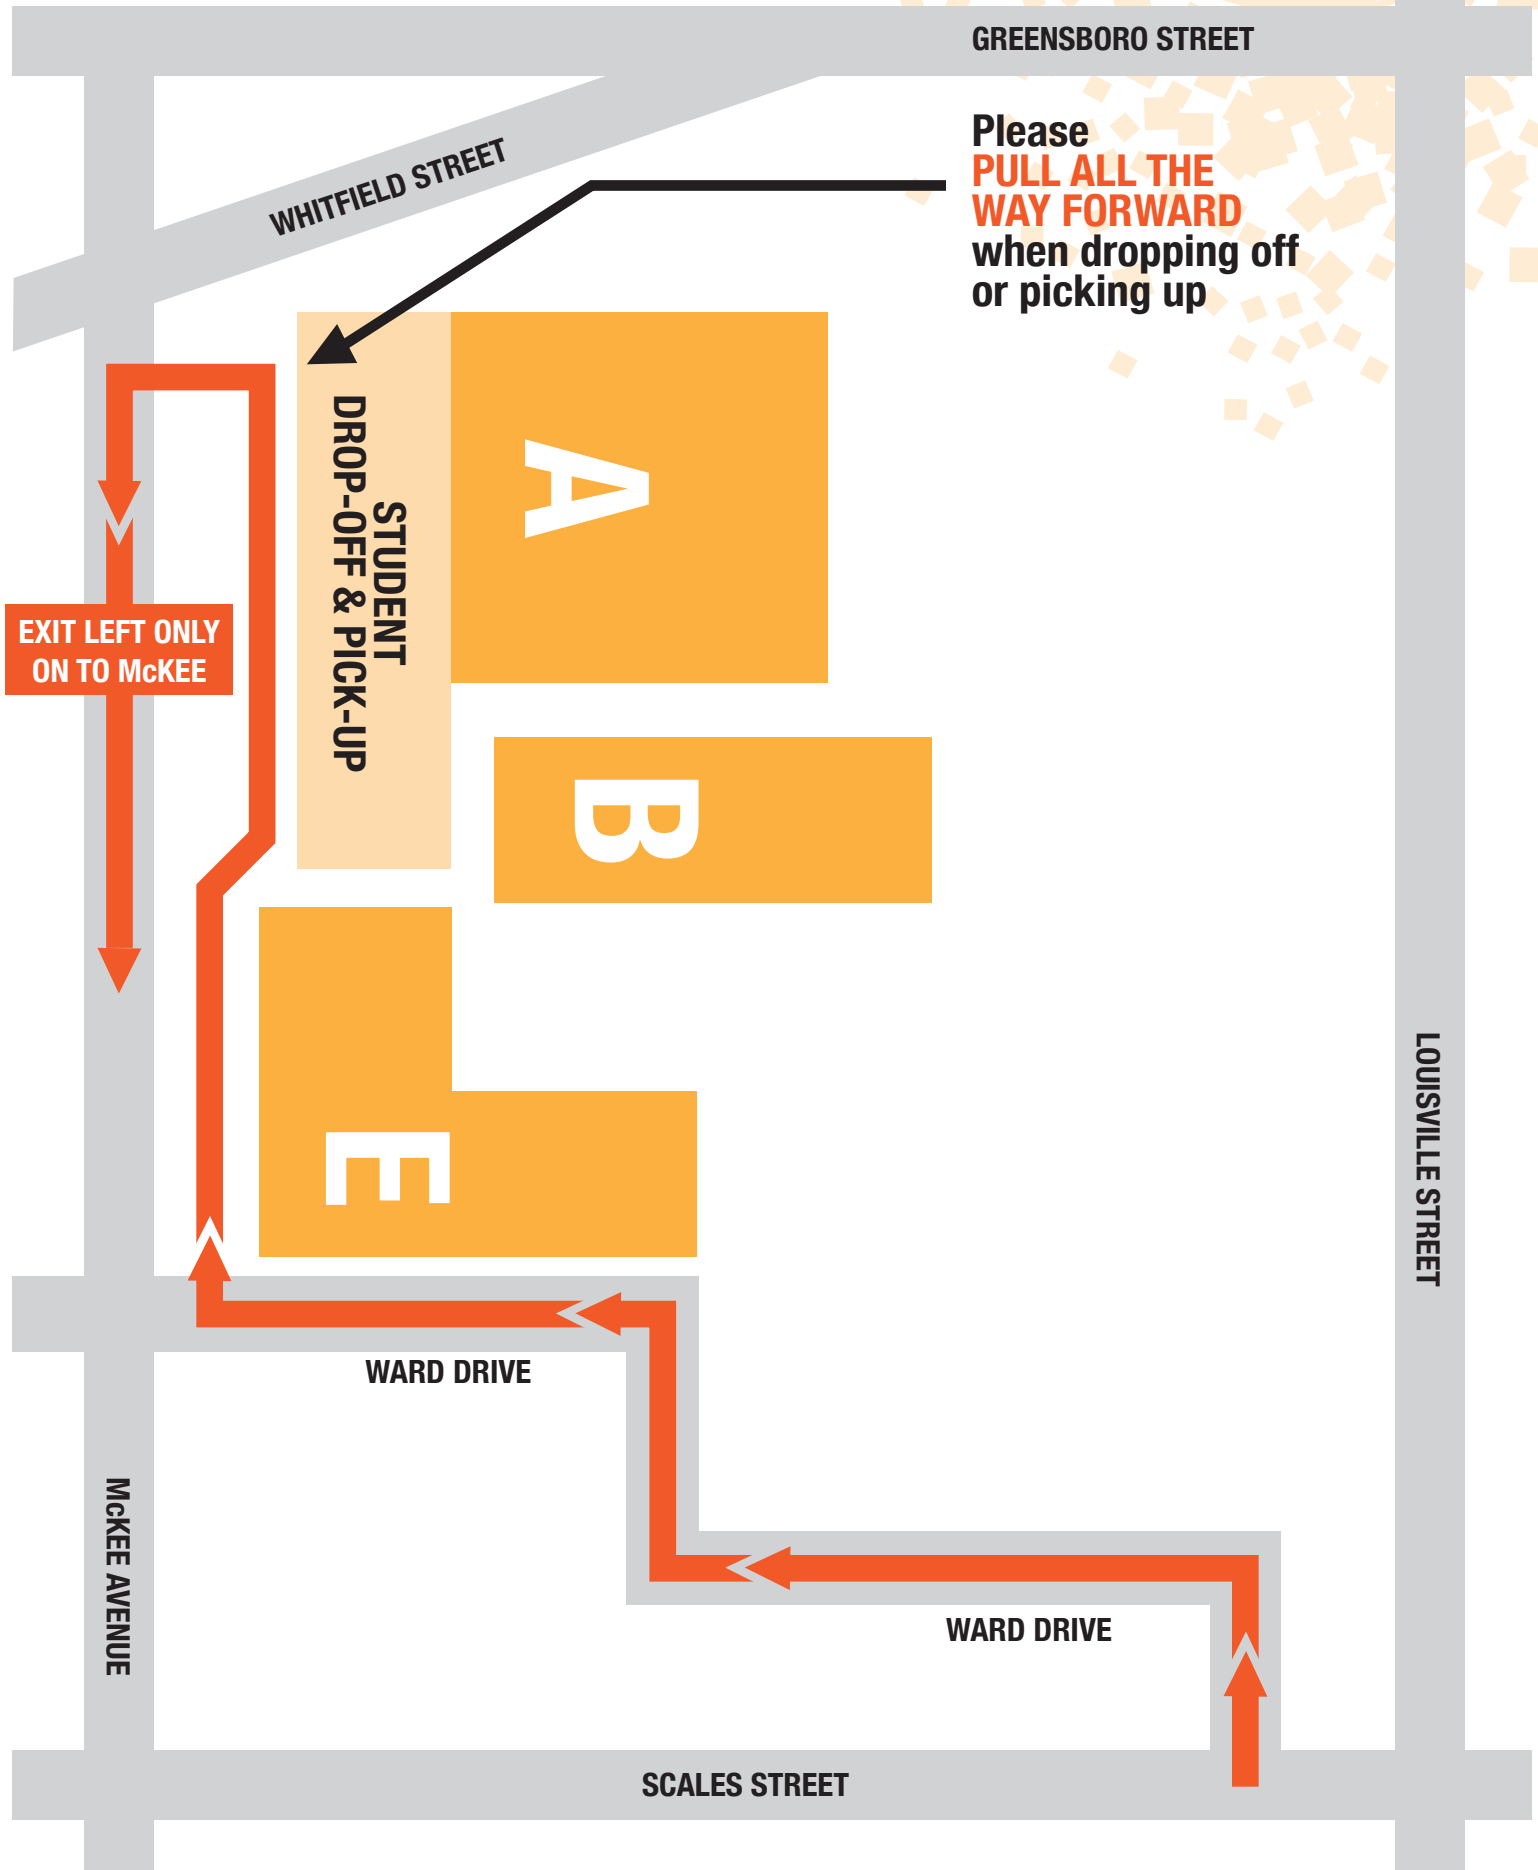 GREENSBORO STREET
WHITFIELD STREET
Please
PULL ALL THE
WAY FORWARD
when dropping off
or picking up
STUDENT
DROP-OFF & PICK-UP
A
EXIT LEFT ONLY
ON TO McKEE
B
E
LOUISVILLE STREET
WARD DRIVE
McKEE AVENUE
WARD DRIVE
SCALES STREET